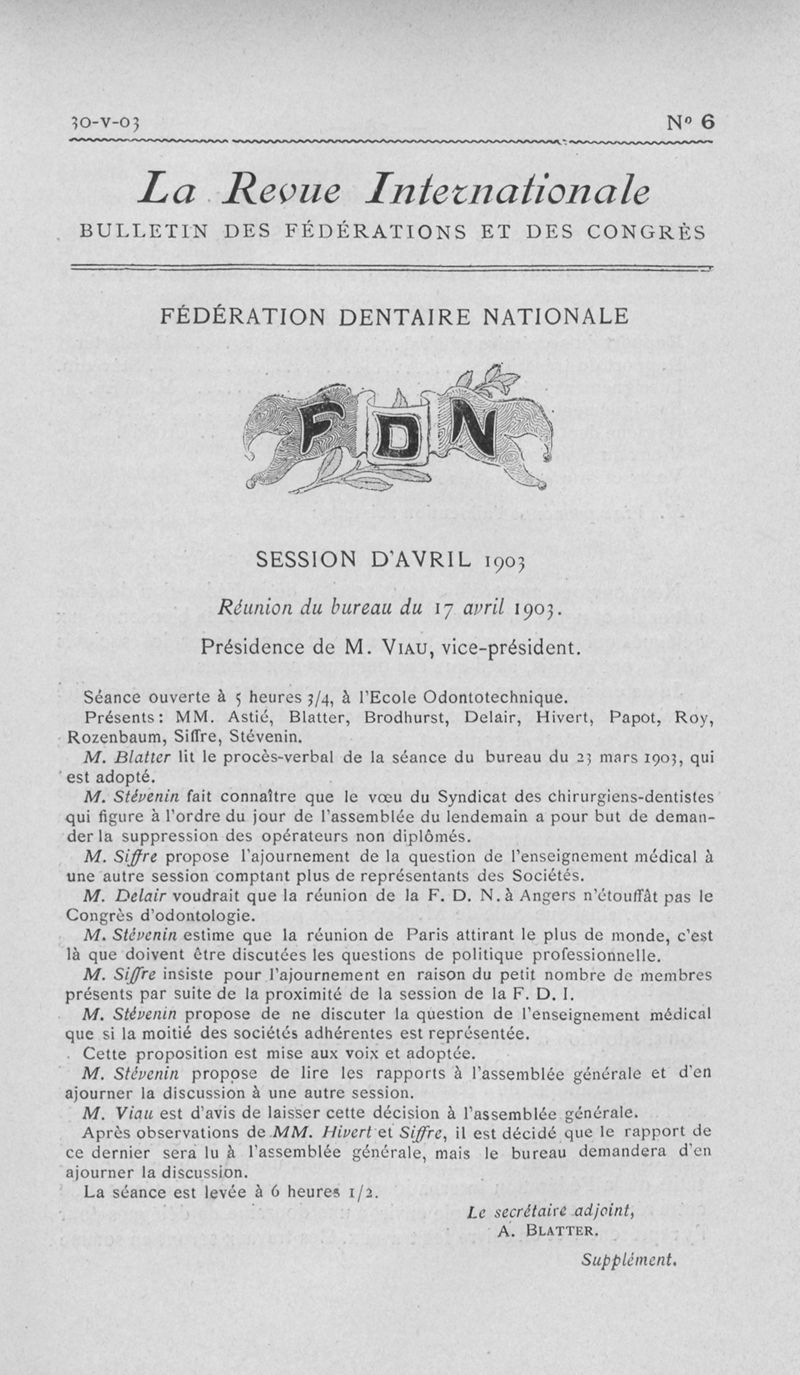 30-V-03 N° 6
La Revue Internationale
BULLETIN DES FÉDÉRATIONS ET DES CONGRÈS
FÉDÉRATION DENTAIRE NATIONALE
F D N
SESSION D'AVRIL 1903
Réunion du bureau du 17 avril 1903.
Présidence de M. VIAU, vice-président.
Séance ouverte à 5 heures 3/4, à l'Ecole Odontotechnique.
Présents: MM. Astié, Blatter, Brodhurst, Delair, Hivert, Papot, Roy,
Rozenbaum, Siffre, Stévenin.
M. Blatter lit le procès-verbal de la séance du bureau du 23 mars 1903, qui
est adopté.
M. Stévenin fait connaître que le vœu du Syndicat des chirurgiens-dentistes
qui figure à l'ordre du jour de l'assemblée du lendemain a pour but de deman-
der la suppression des opérateurs non diplômés.
M. Siffre propose l'ajournement de la question de l'enseignement médical à
une autre session comptant plus de représentants des Sociétés.
M. Delair voudrait que la réunion de la F. D. N. à Angers n'étouffât pas le
Congrès d'odontologie.
M. Stévenin estime que la réunion de Paris attirant le plus de monde, c'est
là que doivent être discutées les questions de politique professionnelle.
M. Siffre insiste pour l'ajournement en raison du petit nombre de membres
présents par suite de la proximité de la session de la F. D. I.
M. Stévenin propose de ne discuter la question de l'enseignement médical
que si la moitié des sociétés adhérentes est représentée.
Cette proposition est mise aux voix et adoptée.
M. Stévenin propose de lire les rapports à l'assemblée générale et d'en
ajourner la discussion à une autre session.
M. Viau est d'avis de laisser cette décision à l'assemblée générale.
Après observations de MM. Hivert et Siffre, il est décidé que le rapport de
ce dernier sera lu à l'assemblée générale, mais le bureau demandera d'en
ajourner la discussion.
La séance est levée à 6 heures 1/2.
Le secrétaire adjoint,
A. BLATTER.
Supplément.